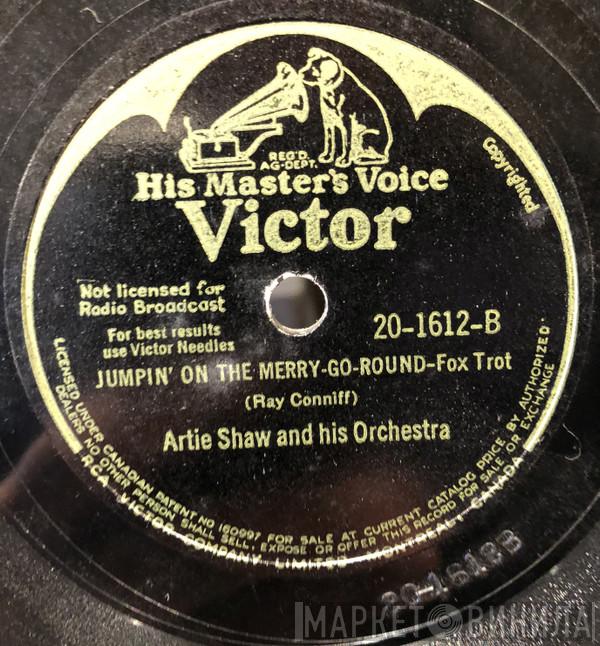 REG'D.
AG-DEPT.
His Master's Voice
Victor
Copyrighted
Not licensed for
Radio Broadcast
For best results
use Victor Needles
20-1612-B
JUMPIN' ON THE MERRY-GO-ROUND-Fox Trot
(Ray Conniff)
Artie Shaw and his Orchestra
LICENSED UNDER CANADIAN PATENT NO 160997 FOR SALE AT CURRENT CATALOG PRICE BY AUTHORIZED
DEALERS NO OTHER PERSON SHALL SELL, EXPOSE OR OFFER THIS RECORD FOR SALE OR EXCHANGE
RCA VICTOR COMPANY, LIMITED, MONTREAL, CANADA
20-1612B
МАРКЕТ ВИНИЛА